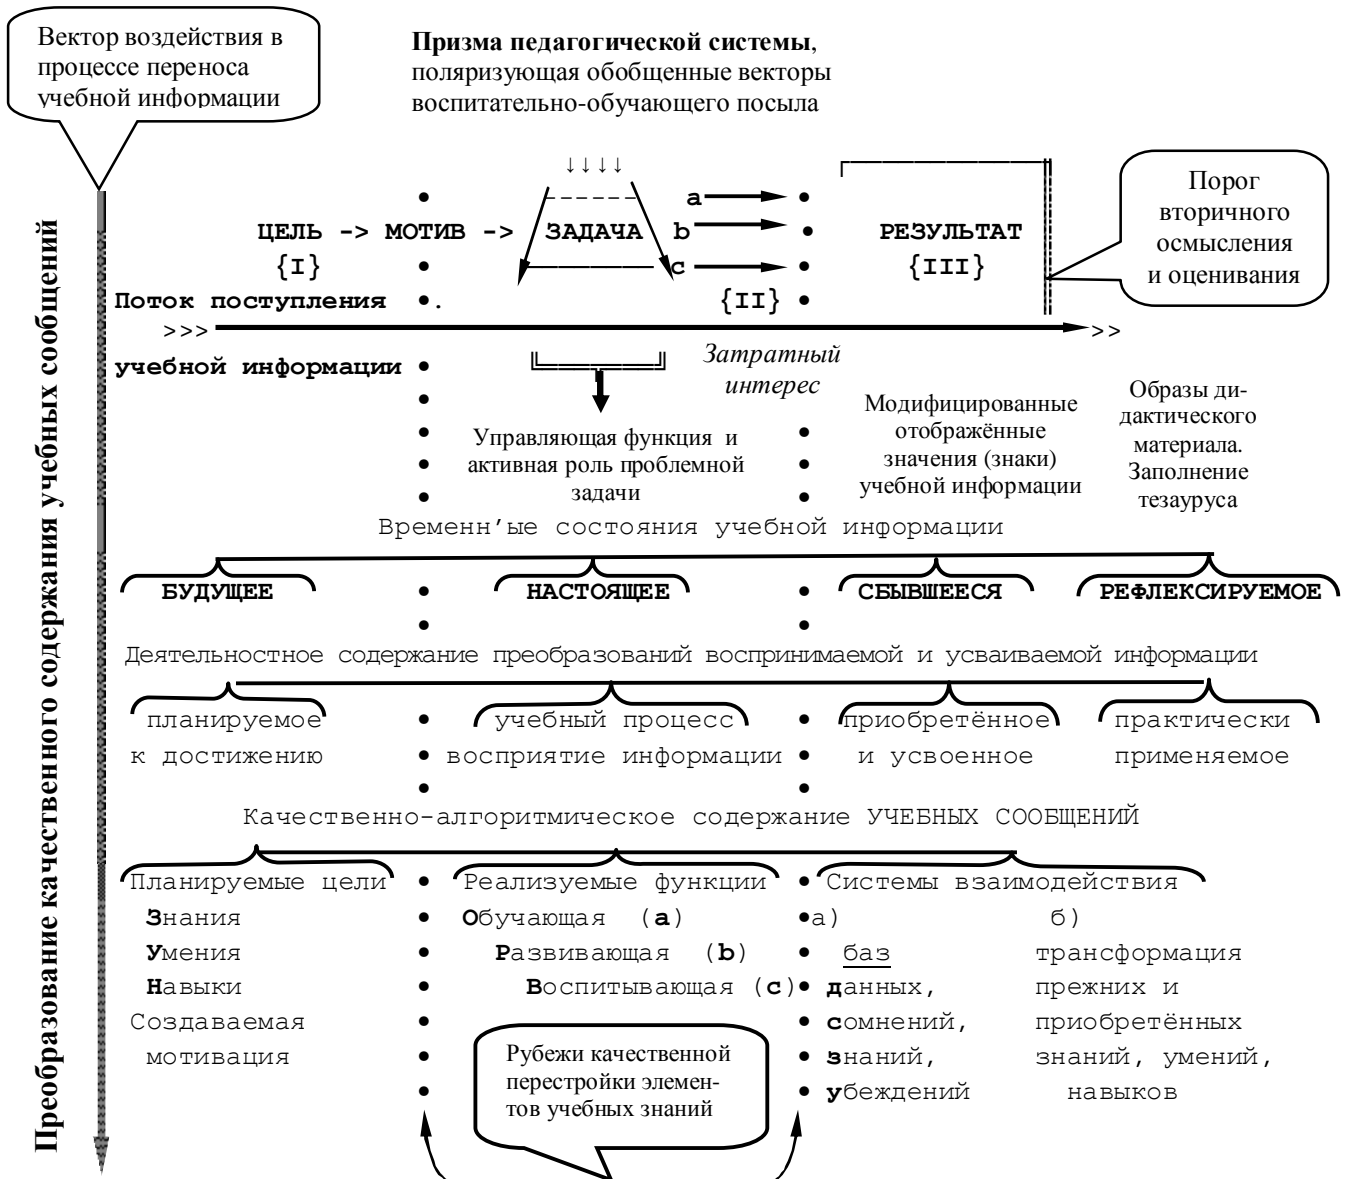 Вектор воздействия в
процессе переноса
учебной информации
Призма педагогической системы,
поляризующая обобщенные векторы
воспитательно-обучающего посыла
Порог
вторичного
осмысления
и оценивания
↓↓↓↓
a
ЦЕЛЬ -> МОТИВ -> ЗАДАЧА b РЕЗУЛЬТАТ
{I} c {III}
Поток поступления . {II}
>>> >>
учебной информации
Затратный
интерес
Управляющая функция и
активная роль проблемной
задачи
Модифицированные
отображённые
значения (знаки)
учебной информации
Образы ди-
дактического
материала.
Заполнение
тезауруса
Временн'ые состояния учебной информации
БУДУЩЕЕ НАСТОЯЩЕЕ СБЫВШЕЕСЯ РЕФЛЕКСИРУЕМОЕ
Деятельностное содержание преобразований воспринимаемой и усваиваемой информации
планируемое учебный процесс приобретённое практически
к достижению восприятие информации и усвоенное применяемое
Качественно-алгоритмическое содержание УЧЕБНЫХ СООБЩЕНИЙ
Планируемые цели Реализуемые функции Системы взаимодействия
Знания Обучающая (a) а) б)
Умения Развивающая (b) баз трансформация
Навыки Воспитывающая (c) данных, прежних и
Создаваемая сомнений, приобретённых
мотивация знаний, знаний, умений,
убеждений навыков
Рубежи качественной
перестройки элемен-
тов учебных знаний
Преобразование качественного содержания учебных сообщений